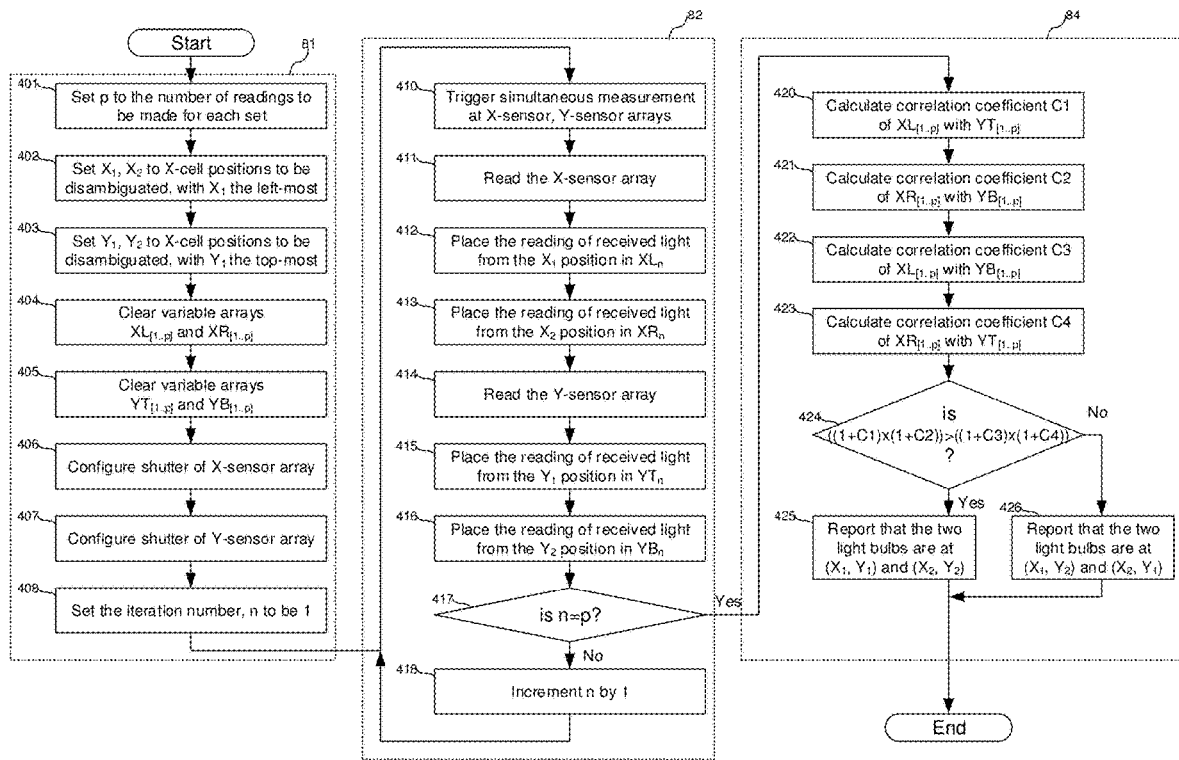 Start
81
401
Set p to the number of readings to
be made for each set
402
Set X₁, X₂ to X-cell positions to be
disambiguated, with X₁ the left-most
403
Set Y₁, Y₂ to X-cell positions to be
disambiguated, with Y₁ the top-most
404
Clear variable arrays
XL[1..p] and XR[1..p]
405
Clear variable arrays
YT[1..p] and YB[1..p]
406
Configure shutter of X-sensor array
407
Configure shutter of Y-sensor array
408
Set the iteration number, n to be 1
82
410
Trigger simultaneous measurement
at X-sensor, Y-sensor arrays
411
Read the X-sensor array
412
Place the reading of received light
from the X₁ position in XLₙ
413
Place the reading of received light
from the X₂ position in XRₙ
414
Read the Y-sensor array
415
Place the reading of received light
from the Y₁ position in YTₙ
416
Place the reading of received light
from the Y₂ position in YBₙ
417
is n=p?
Yes
No
418
Increment n by 1
84
420
Calculate correlation coefficient C1
of XL[1..p] with YT[1..p]
421
Calculate correlation coefficient C2
of XR[1..p] with YB[1..p]
422
Calculate correlation coefficient C3
of XL[1..p] with YB[1..p]
423
Calculate correlation coefficient C4
of XR[1..p] with YT[1..p]
424
is
((1+C1)x(1+C2))>((1+C3)x(1+C4))
?
No
Yes
425
Report that the two
light bulbs are at
(X₁, Y₁) and (X₂, Y₂)
426
Report that the two
light bulbs are at
(X₁, Y₂) and (X₂, Y₁)
End